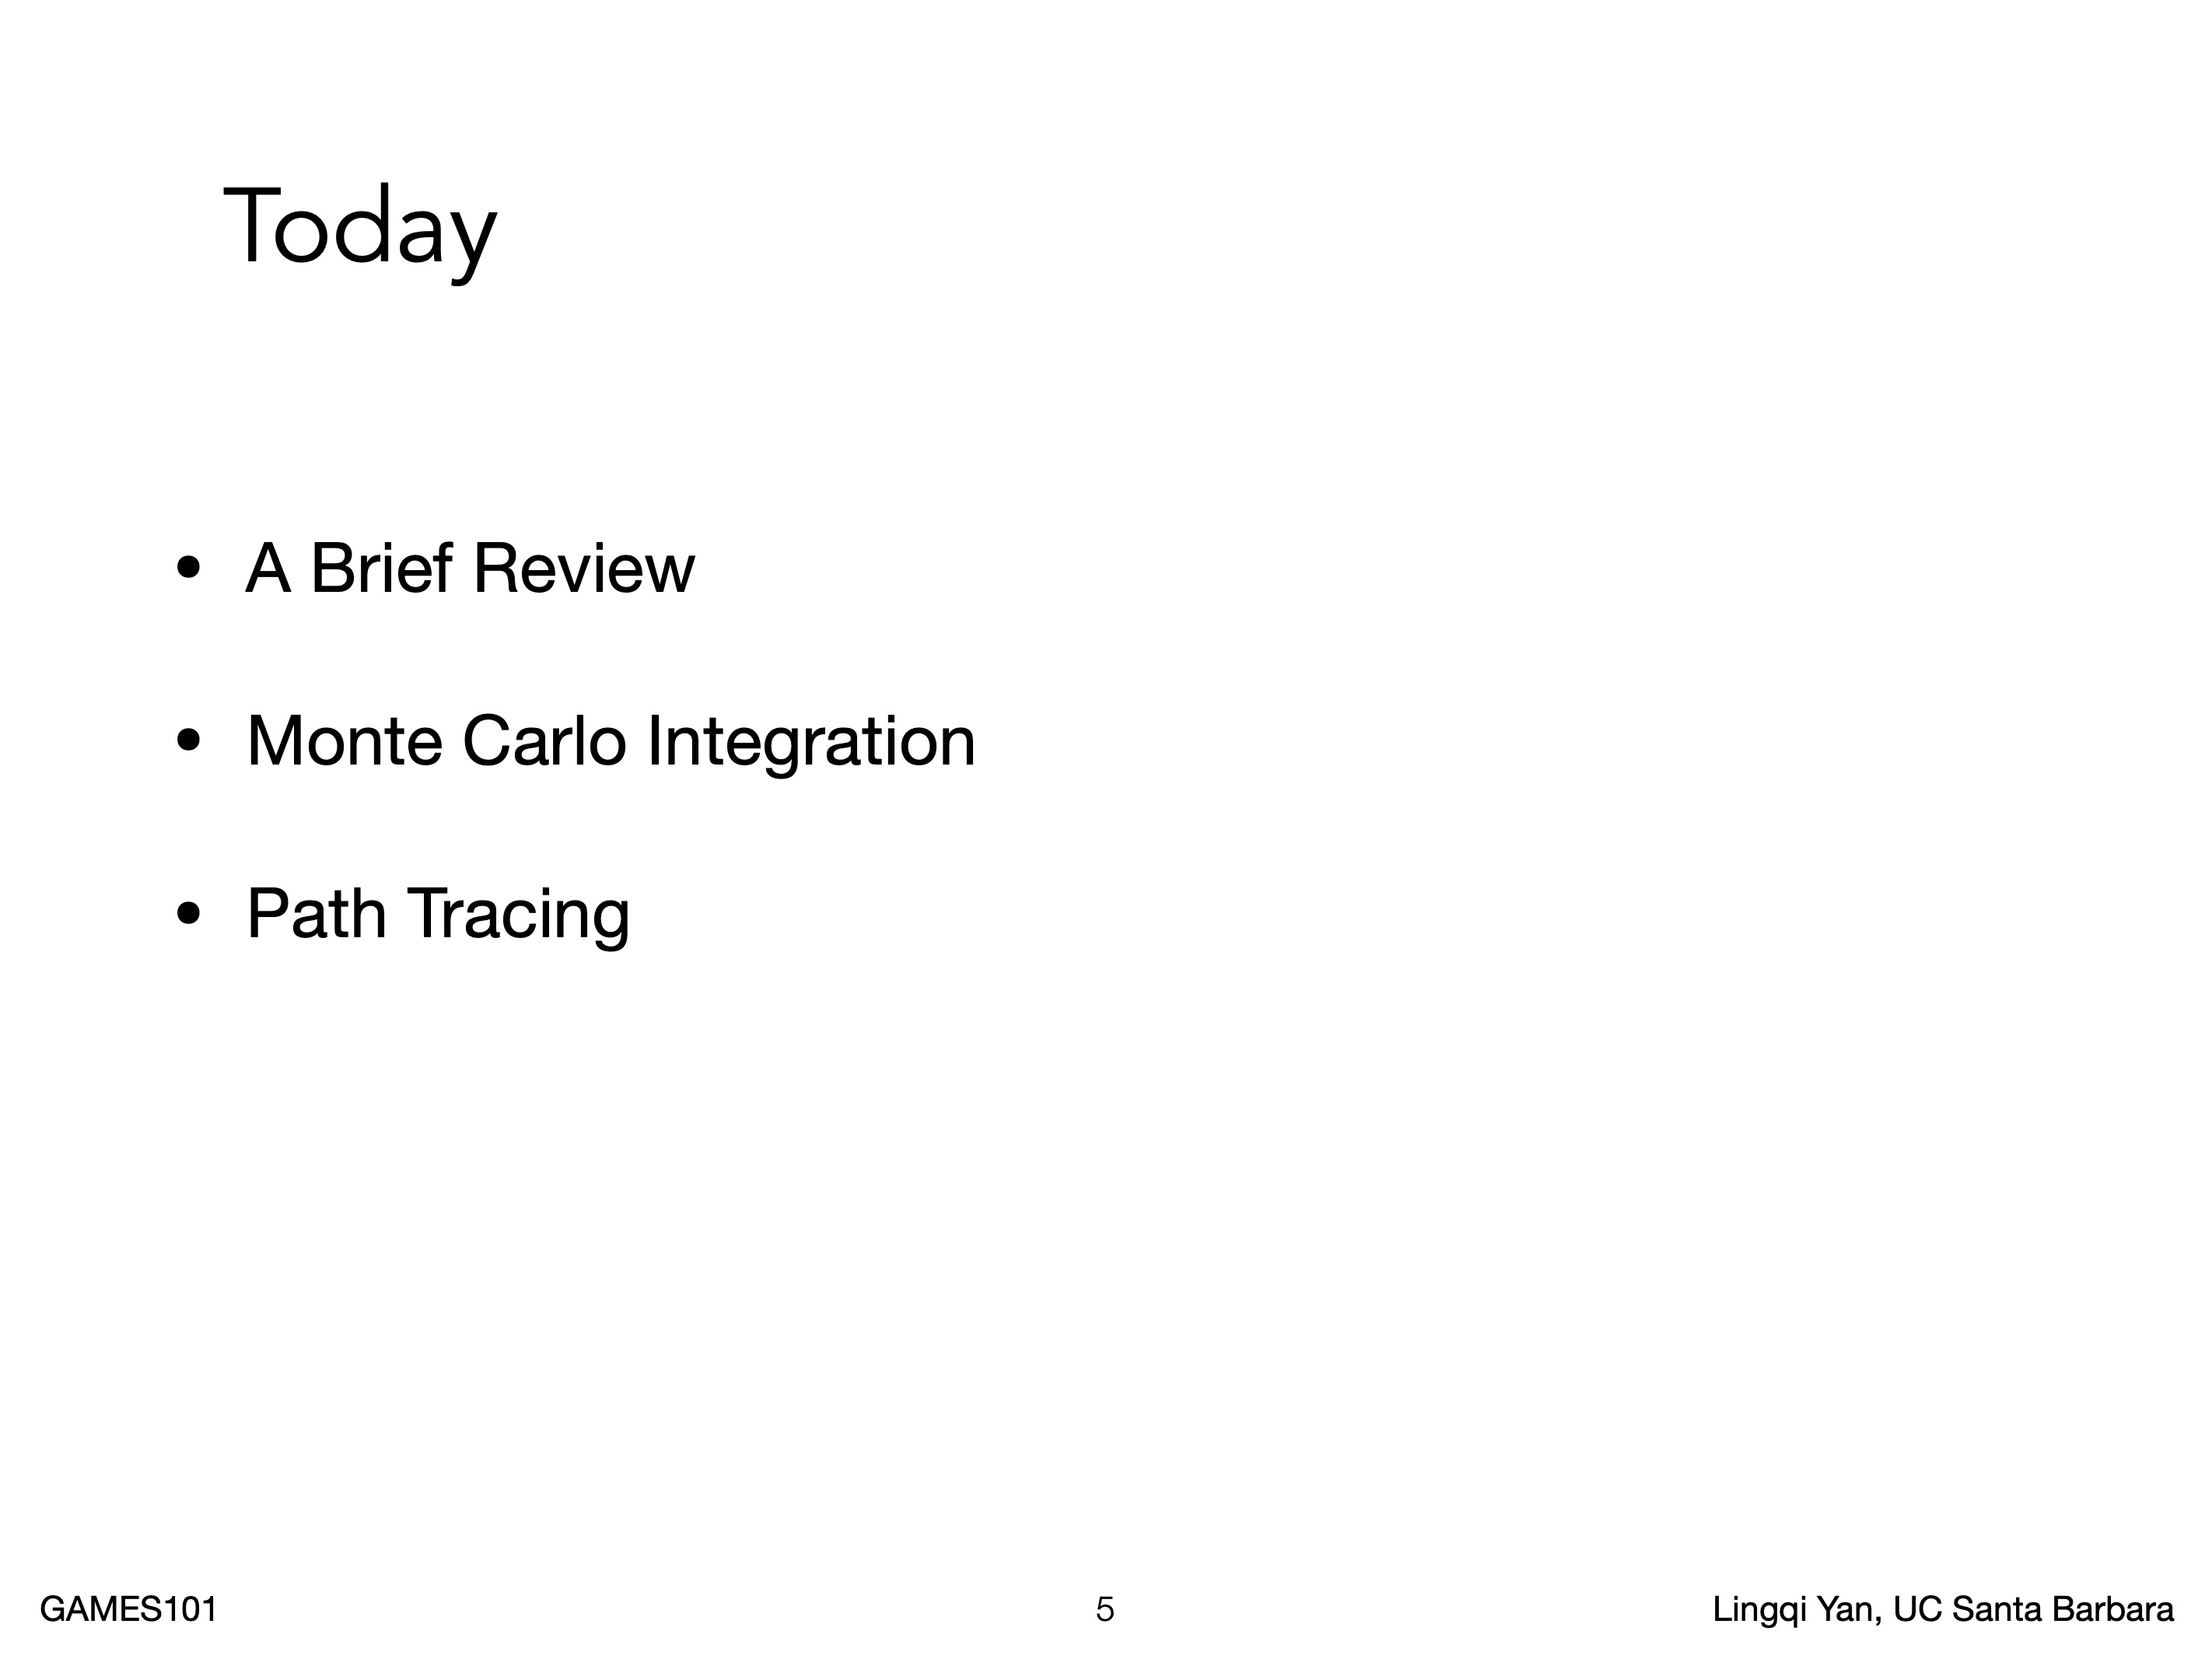 Today
• A Brief Review
• Monte Carlo Integration
• Path Tracing
GAMES101
5
Lingqi Yan, UC Santa Barbara